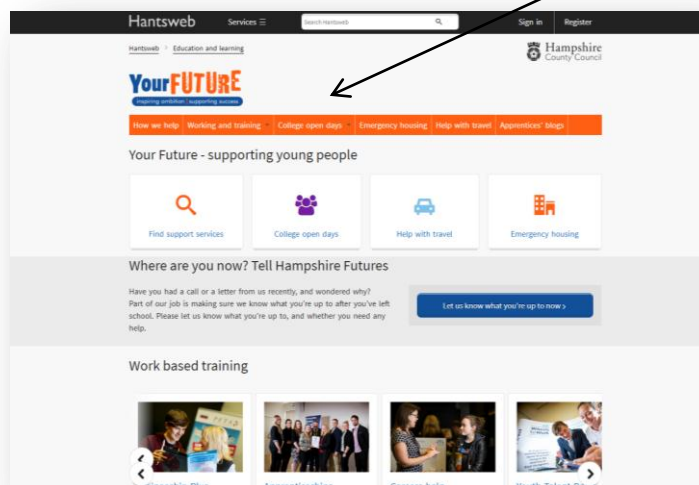 Hantsweb Services Search Hantsweb Sign in Register
Hantsweb > Education and learning
Hampshire
County Council
YourFUTURE
inspiring ambition : supporting success
How we help Working and training College open days Emergency housing Help with travel Apprentices' blogs
Your Future - supporting young people
Find support services College open days Help with travel Emergency housing
Where are you now? Tell Hampshire Futures
Have you had a call or a letter from us recently, and wondered why?
Part of our job is making sure we know what you're up to after you've left
school. Please let us know what you're up to, and whether you need any
help.
Let us know what you're up to now >
Work based training
Apprenticeships Careers help Youth Talent